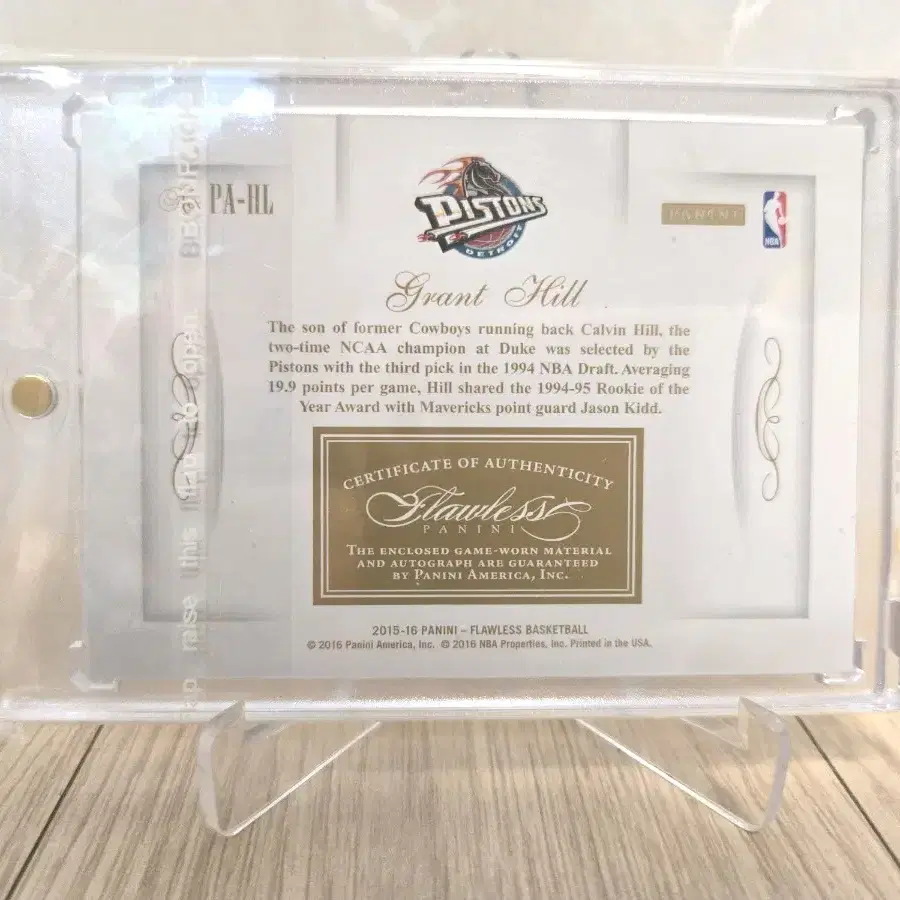 PA-HL
PISTONS
DETROIT
PANINI
NBA
Grant Hill
The son of former Cowboys running back Calvin Hill, the
two-time NCAA champion at Duke was selected by the
Pistons with the third pick in the 1994 NBA Draft. Averaging
19.9 points per game, Hill shared the 1994-95 Rookie of the
Year Award with Mavericks point guard Jason Kidd.
CERTIFICATE OF AUTHENTICITY
Flawless
PANINI
THE ENCLOSED GAME-WORN MATERIAL
AND AUTOGRAPH ARE GUARANTEED
BY PANINI AMERICA, INC.
2015-16 PANINI – FLAWLESS BASKETBALL
© 2016 Panini America, Inc. © 2016 NBA Properties, Inc. Printed in the USA.
raise this flap to open